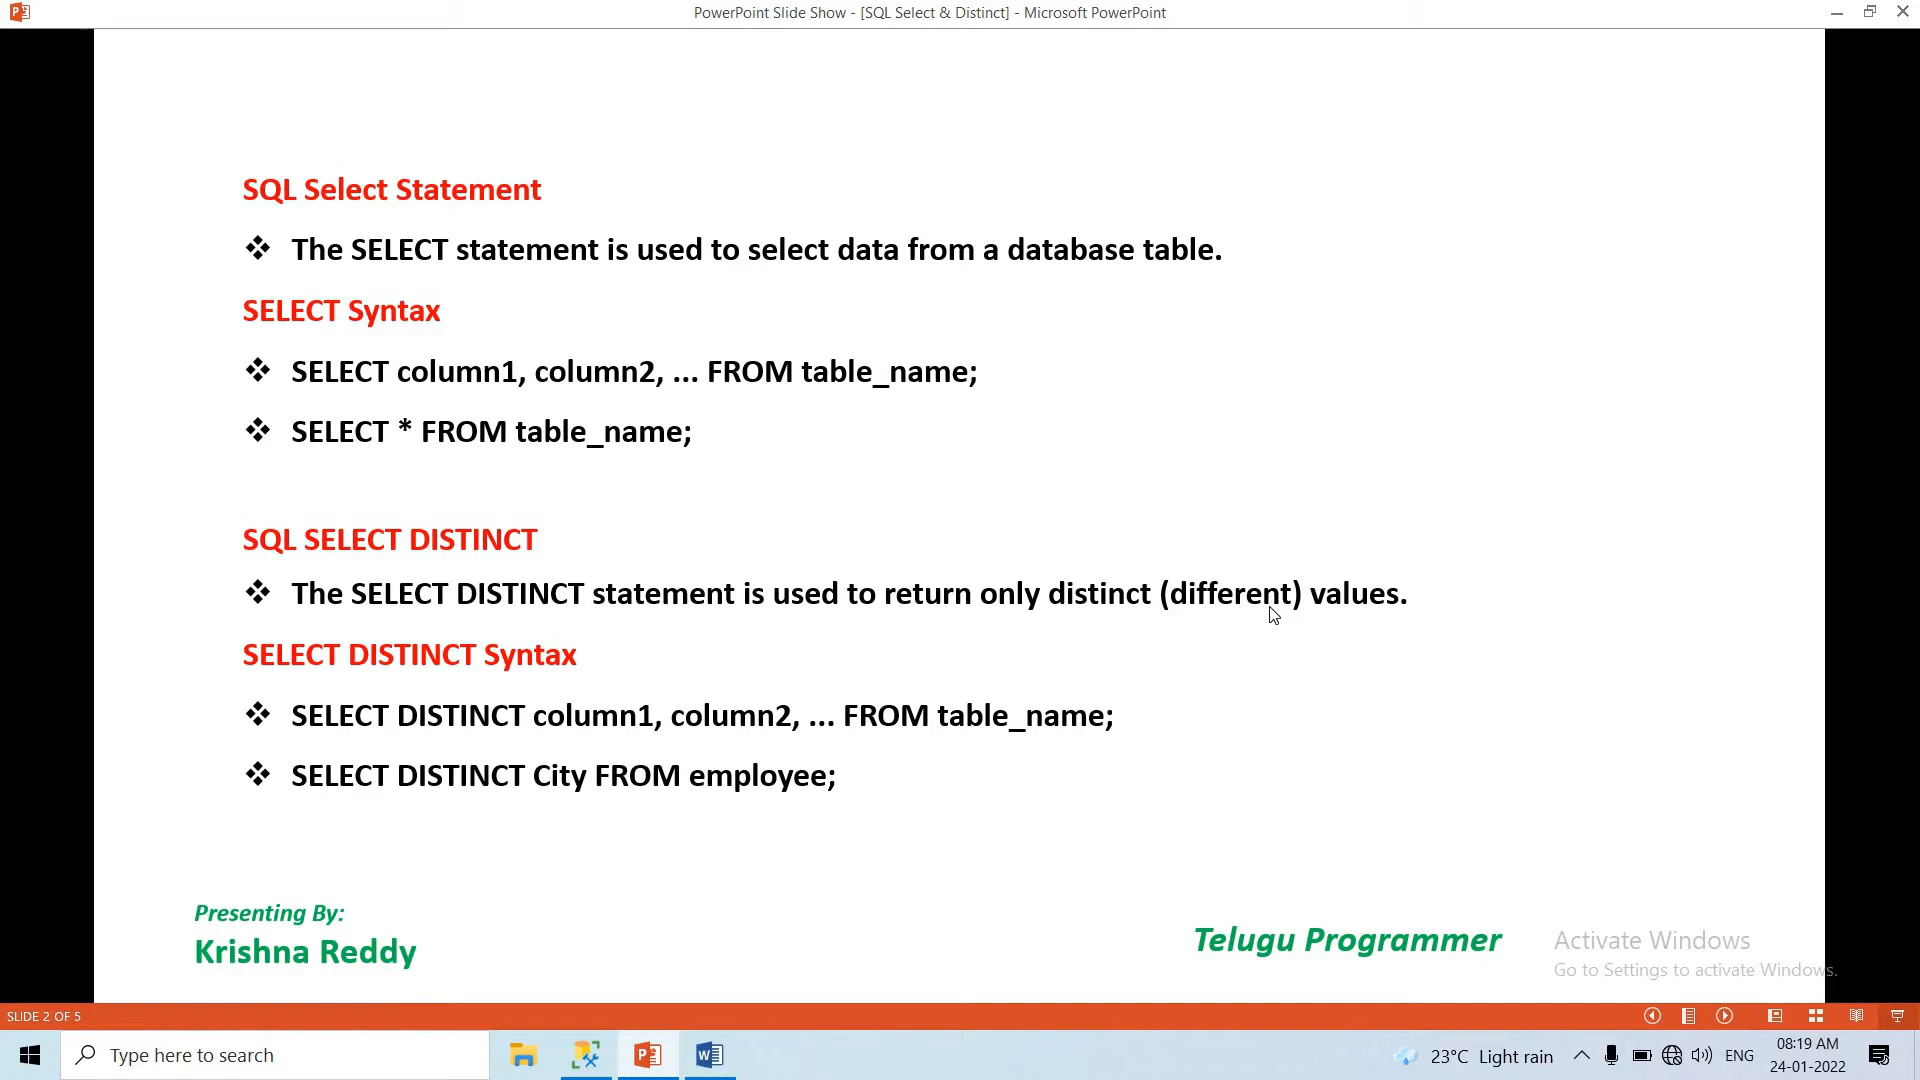 PowerPoint Slide Show - [SQL Select & Distinct] - Microsoft PowerPoint
SQL Select Statement
❖ The SELECT statement is used to select data from a database table.
SELECT Syntax
❖ SELECT column1, column2, ... FROM table_name;
❖ SELECT * FROM table_name;
SQL SELECT DISTINCT
❖ The SELECT DISTINCT statement is used to return only distinct (different) values.
SELECT DISTINCT Syntax
❖ SELECT DISTINCT column1, column2, ... FROM table_name;
❖ SELECT DISTINCT City FROM employee;
Presenting By:
Krishna Reddy
Telugu Programmer
Activate Windows
Go to Settings to activate Windows.
SLIDE 2 OF 5
Type here to search
23°C Light rain
ENG
08:19 AM
24-01-2022